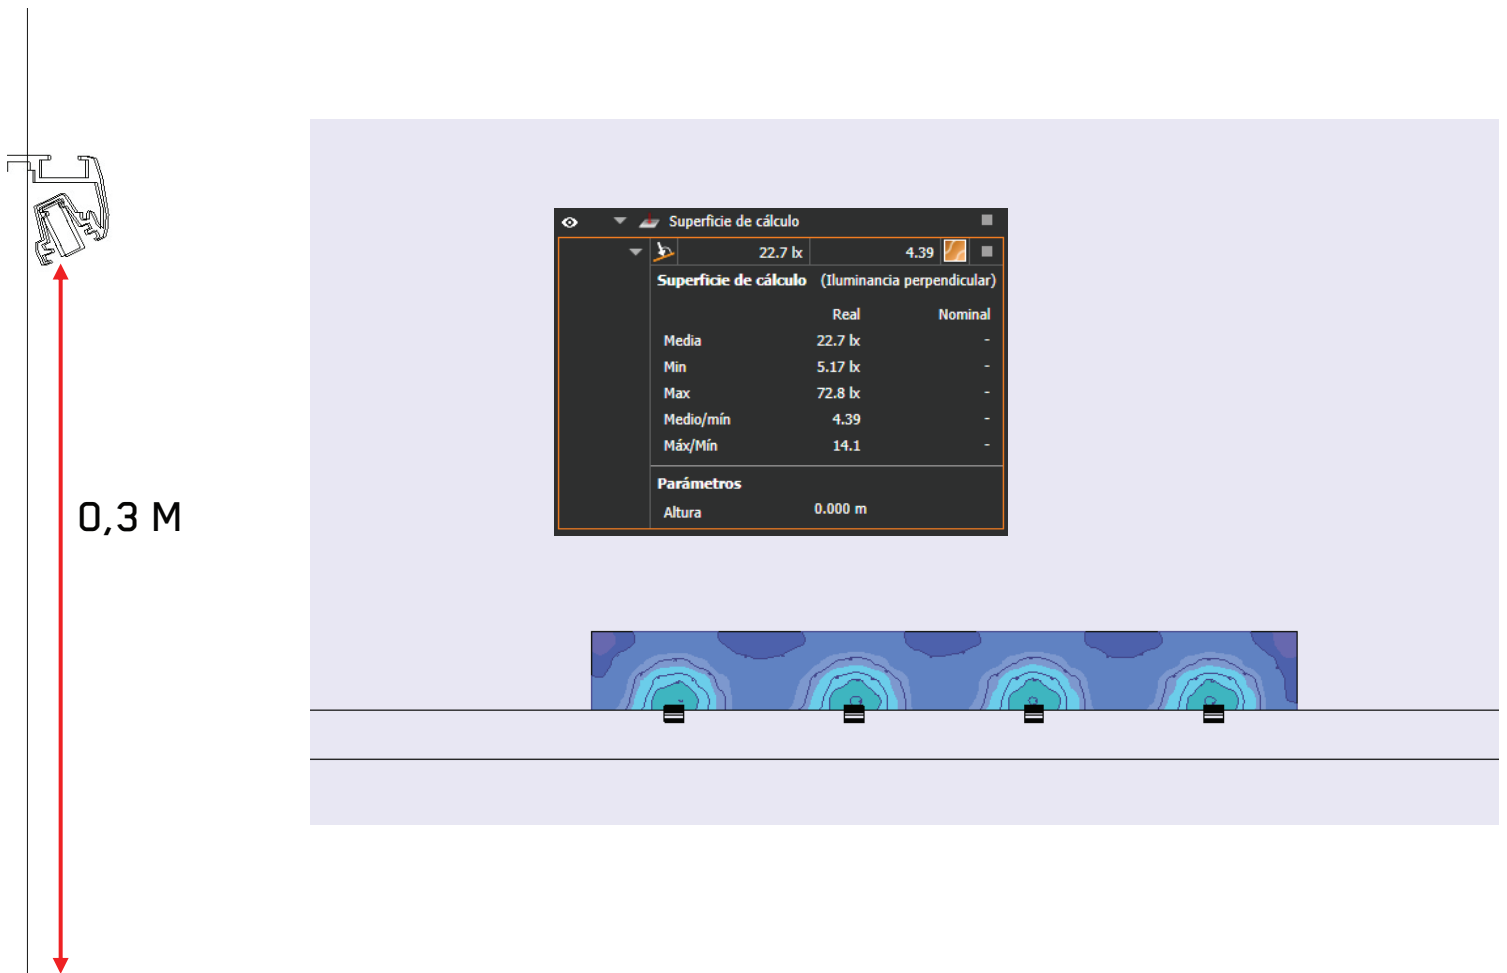 Superficie de cálculo
22.7 lx 4.39
Superficie de cálculo (Iluminancia perpendicular)
Real Nominal
Media 22.7 lx -
Min 5.17 lx -
Max 72.8 lx -
Medio/mín 4.39 -
Máx/Mín 14.1 -
Parámetros
Altura 0.000 m
0,3 M